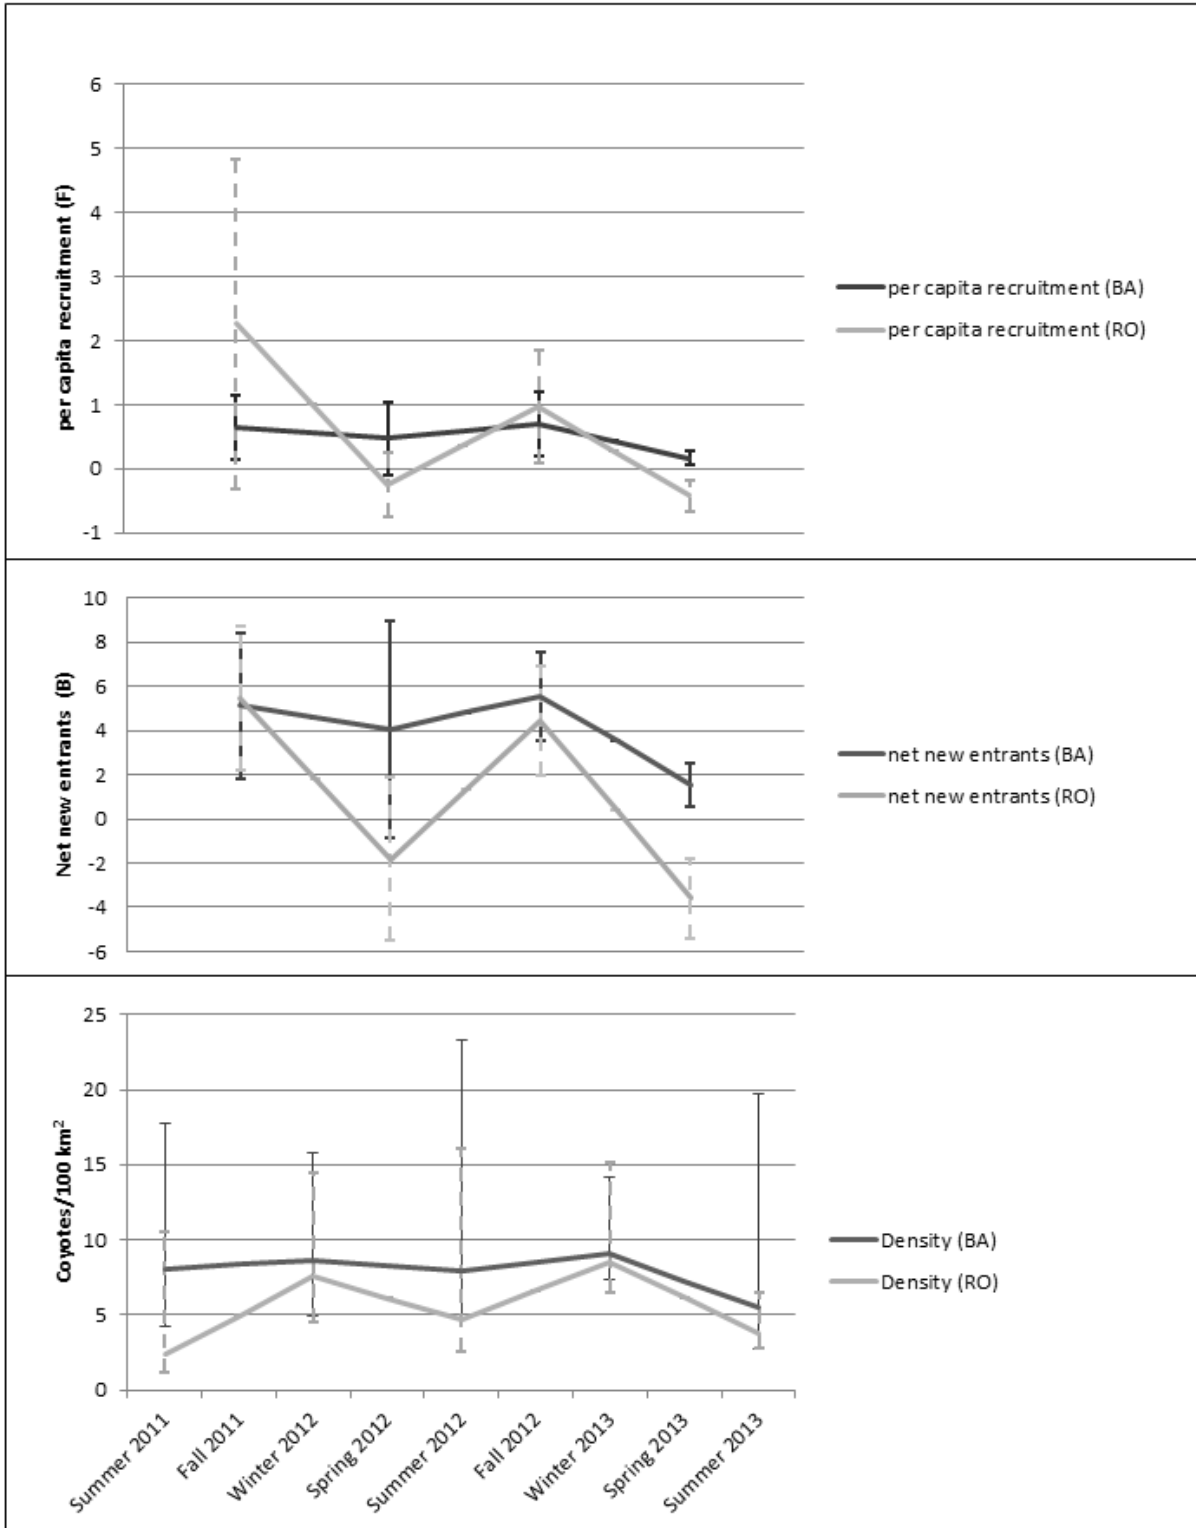 6
5
4
3
2
1
0
-1
per capita recruitment (F)
per capita recruitment (BA)
per capita recruitment (RO)
10
8
6
4
2
0
-2
-4
-6
Net new entrants (B)
net new entrants (BA)
net new entrants (RO)
25
20
15
10
5
0
Coyotes/100 km²
Density (BA)
Density (RO)
Summer 2011
Fall 2011
Winter 2012
Spring 2012
Summer 2012
Fall 2012
Winter 2013
Spring 2013
Summer 2013